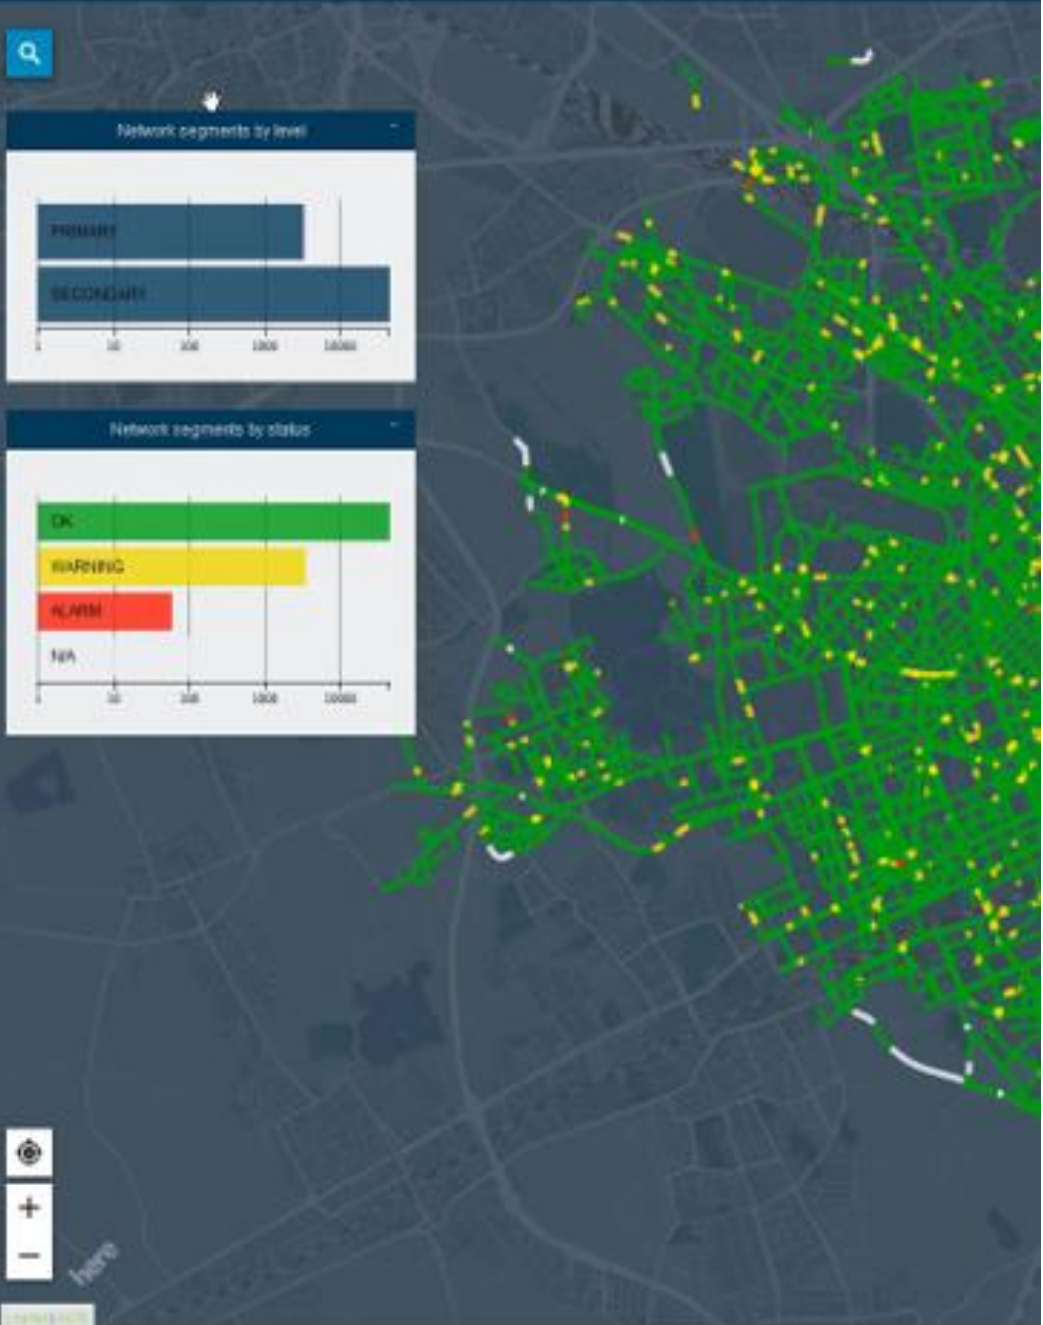 Network segments by level
PRIMARY
SECONDARY
1 10 100 1000 10000
Network segments by status
OK
WARNING
ALARM
N/A
1 10 100 1000 10000
here